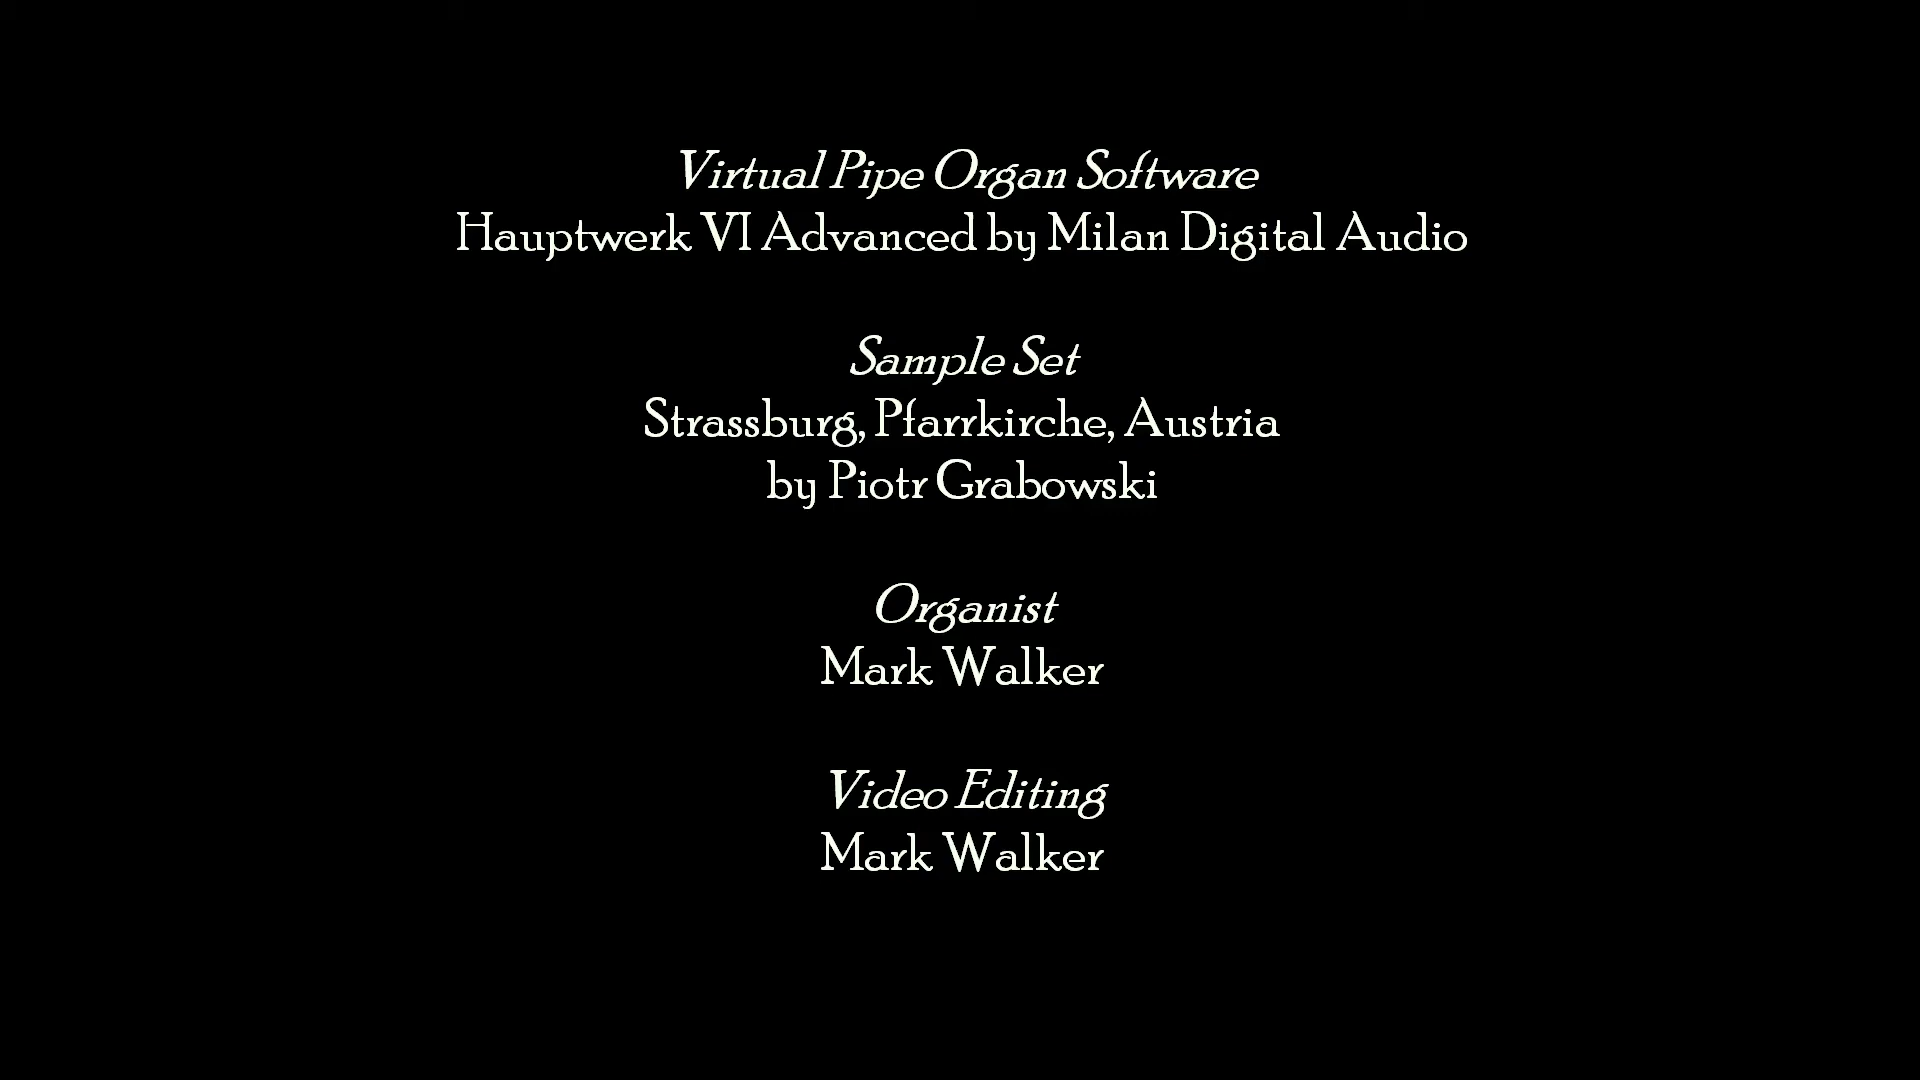 Virtual Pipe Organ Software
Hauptwerk VI Advanced by Milan Digital Audio
Sample Set
Strassburg, Pfarrkirche, Austria
by Piotr Grabowski
Organist
Mark Walker
Video Editing
Mark Walker